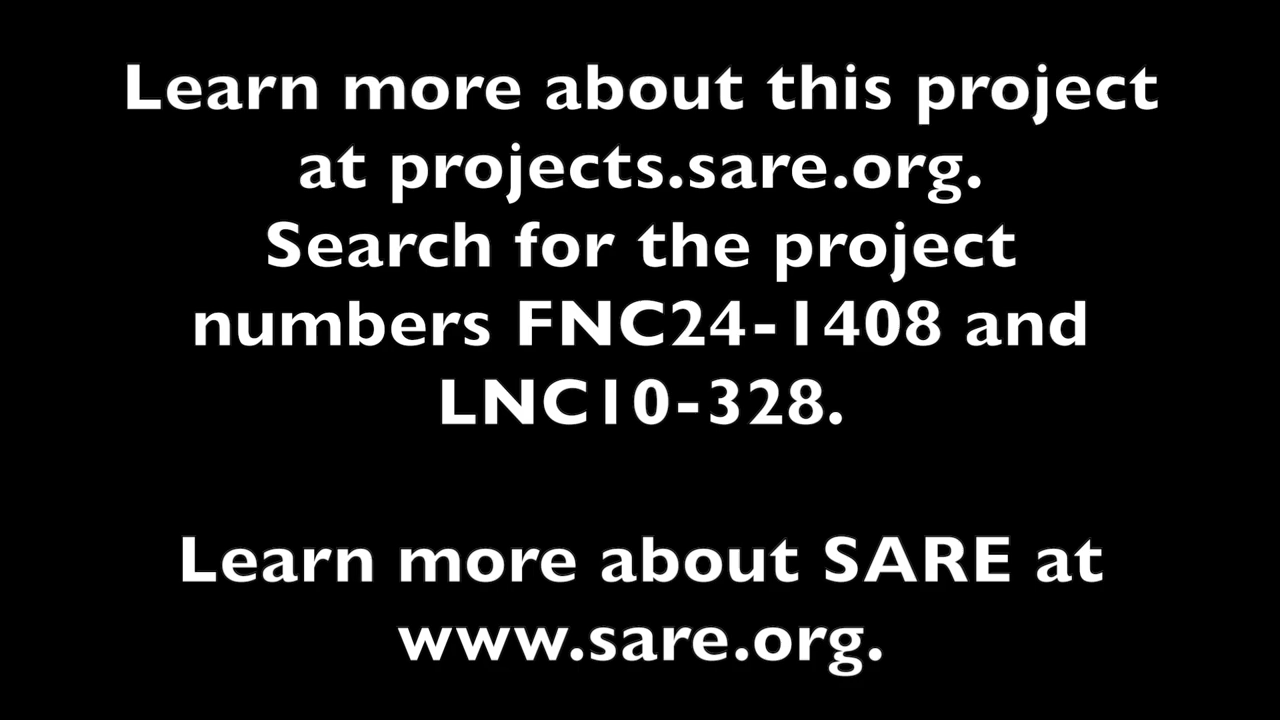 Learn more about this project
at projects.sare.org.
Search for the project
numbers FNC24-1408 and
LNC10-328.
Learn more about SARE at
www.sare.org.